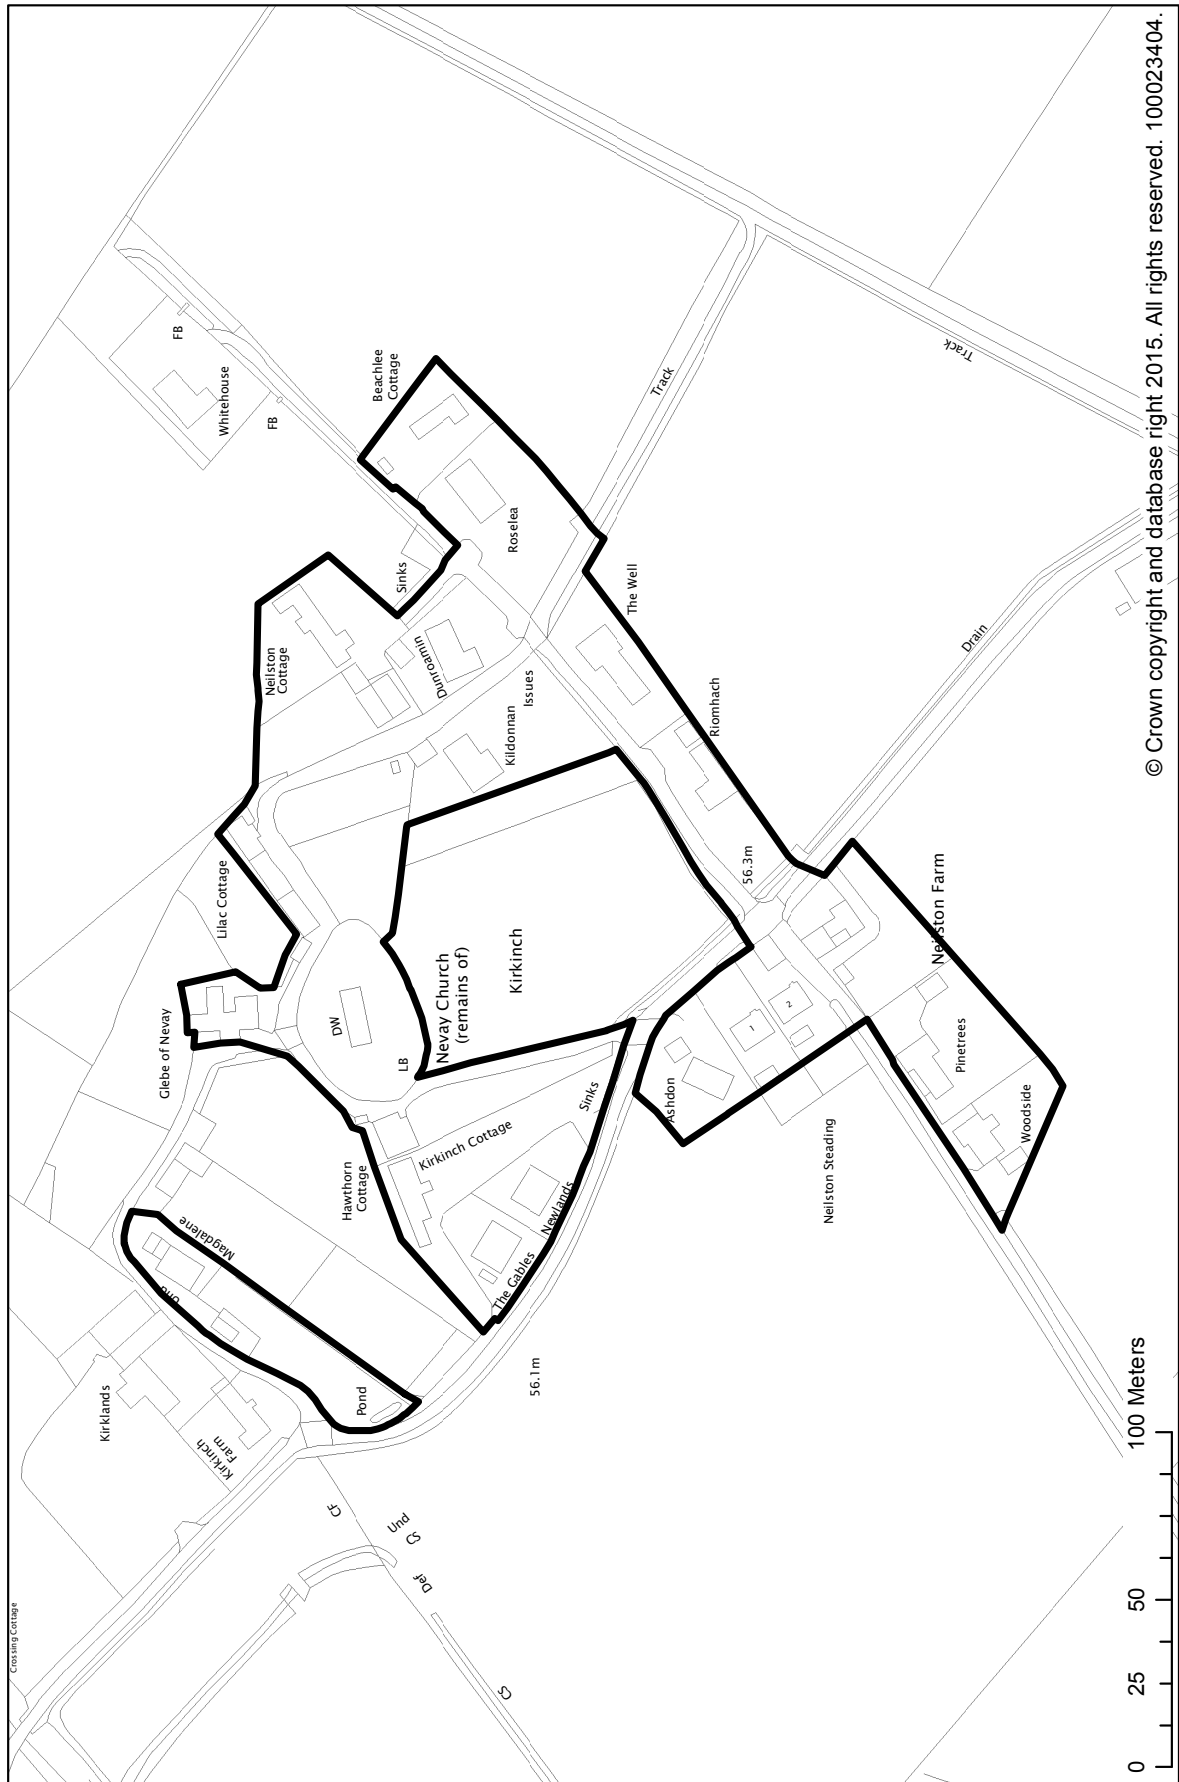 Crossing Cottage
Kirklands
Kirkinch
Farm
CF
Und
CS
Def
CS
Und
Magdalene
Pond
56.1m
Glebe of Nevay
Hawthorn
Cottage
Kirkinch Cottage
The Gables
Newlands
Sinks
Lilac Cottage
DW
LB
Nevay Church
(remains of)
Kirkinch
Neilston
Cottage
Dunroamin
Kildonnan
Issues
Sinks
Whitehouse
FB
FB
Beachlee
Cottage
Roselea
Track
Track
The Well
Riomhach
56.3m
Drain
Ashdon
1
2
Neilston Steading
Neilston Farm
Pinetrees
Woodside
0 25 50 100 Meters
© Crown copyright and database right 2015. All rights reserved. 100023404.